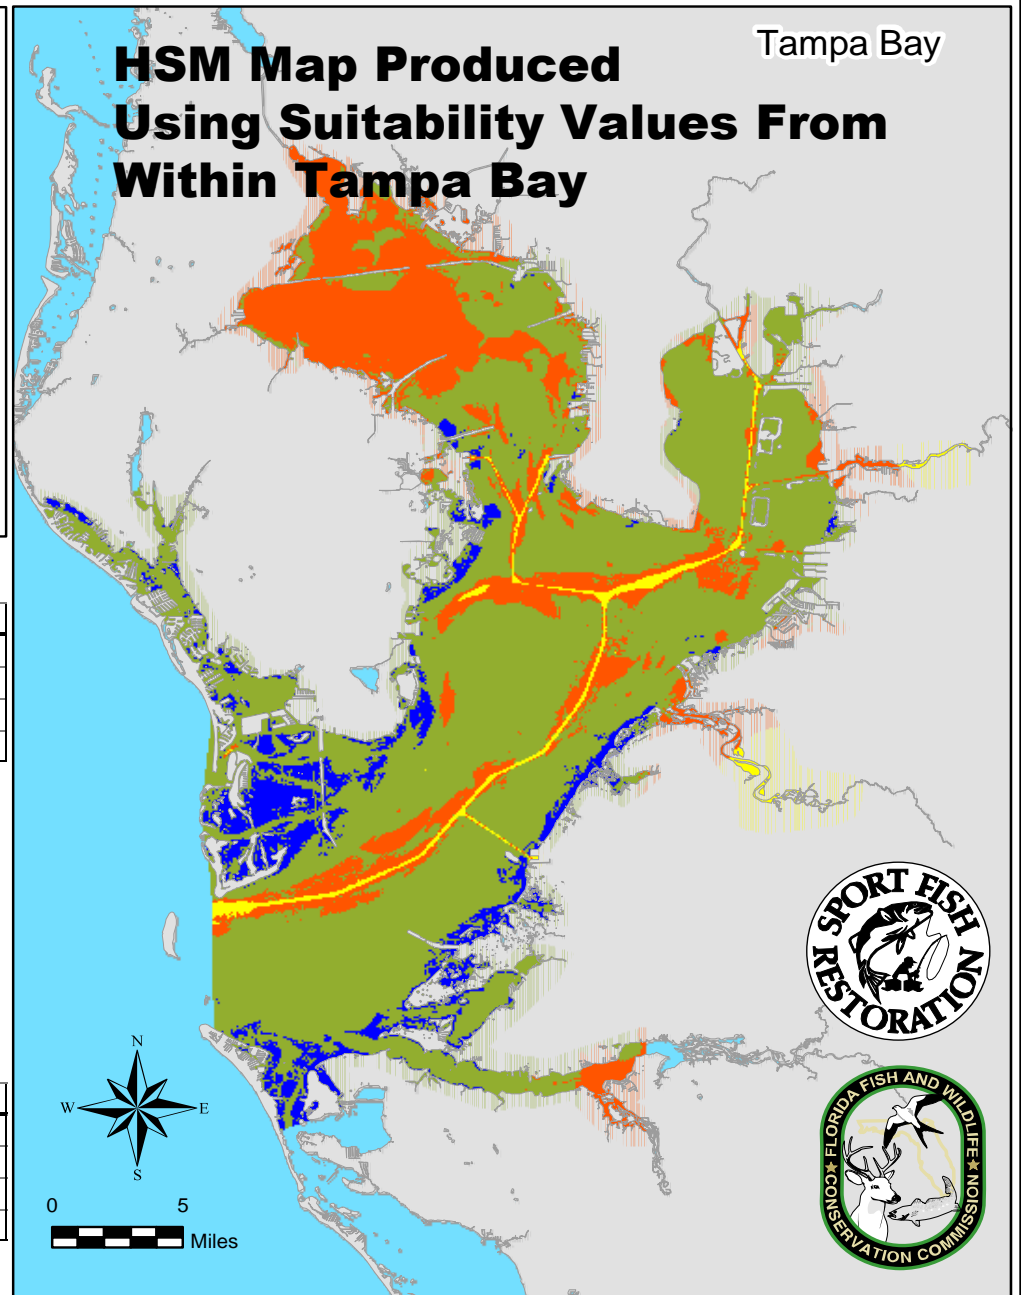 HSM Map Produced
Using Suitability Values From
Within Tampa Bay
Tampa Bay
SPORT FISH
RESTORATION
N
W
E
S
0
5
Miles
FLORIDA FISH AND WILDLIFE
CONSERVATION COMMISSION